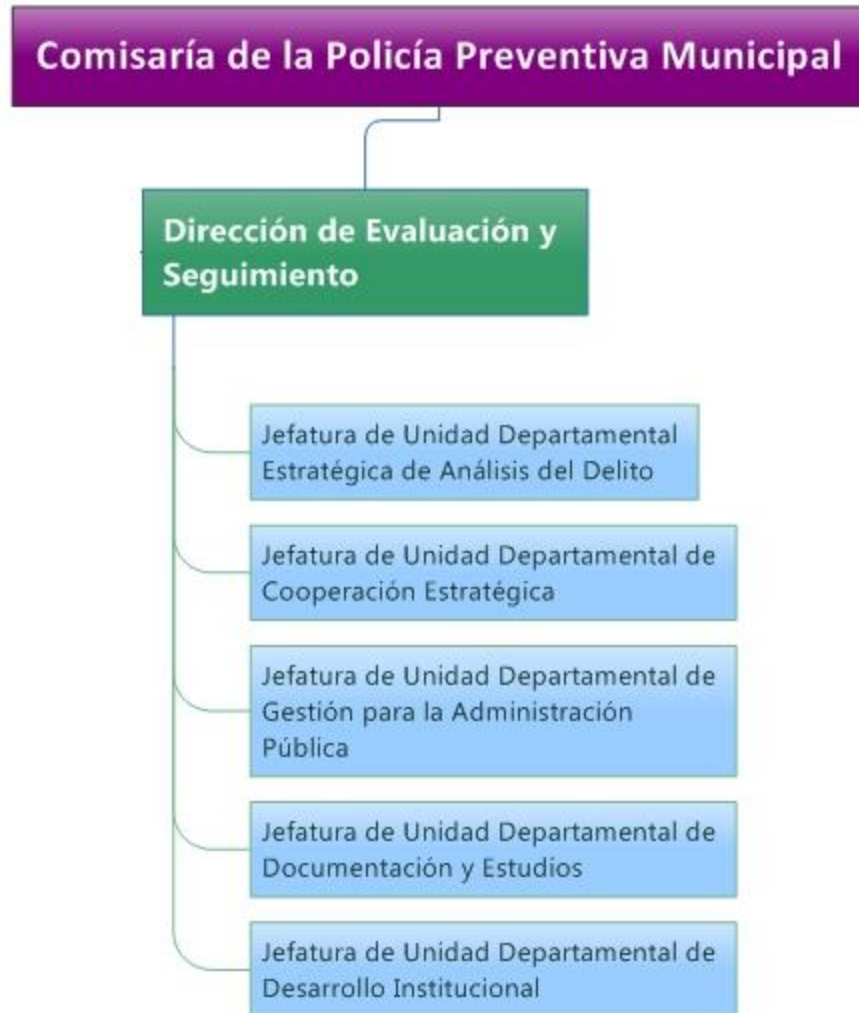 Comisaría de la Policía Preventiva Municipal
Dirección de Evaluación y
Seguimiento
Jefatura de Unidad Departamental
Estratégica de Análisis del Delito
Jefatura de Unidad Departamental de
Cooperación Estratégica
Jefatura de Unidad Departamental de
Gestión para la Administración
Pública
Jefatura de Unidad Departamental de
Documentación y Estudios
Jefatura de Unidad Departamental de
Desarrollo Institucional